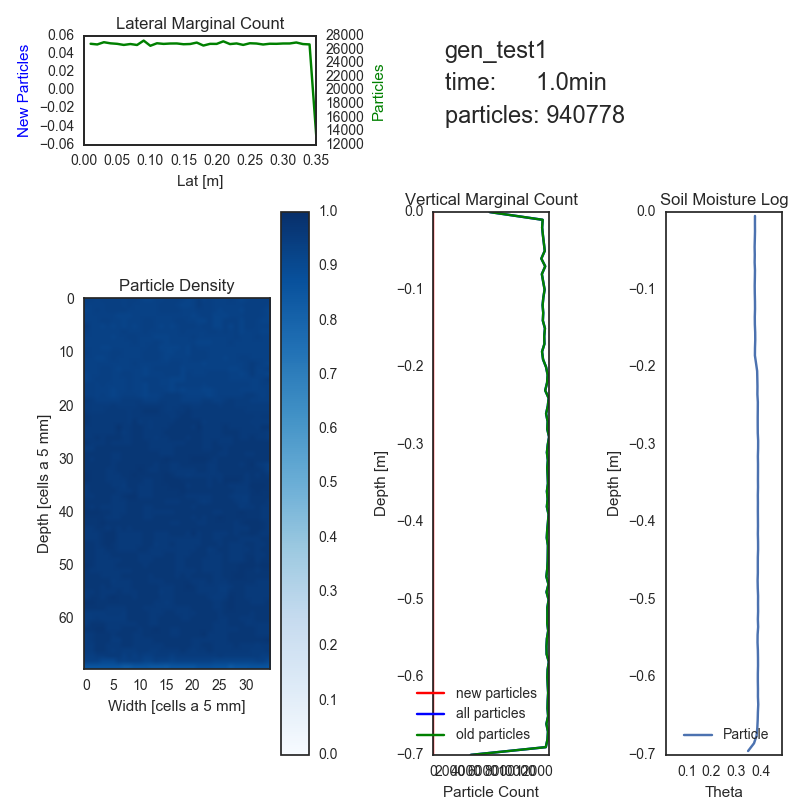 Lateral Marginal Count
0.06
0.04
0.02
0.00
−0.02
−0.04
−0.06
New Particles
28000
26000
24000
22000
20000
18000
16000
14000
12000
Particles
0.00 0.05 0.10 0.15 0.20 0.25 0.30 0.35
Lat [m]
gen_test1
time: 1.0min
particles: 940778
Particle Density
0
10
20
30
40
50
60
Depth [cells a 5 mm]
0 5 10 15 20 25 30
Width [cells a 5 mm]
1.0
0.9
0.8
0.7
0.6
0.5
0.4
0.3
0.2
0.1
0.0
Vertical Marginal Count
0.0
−0.1
−0.2
−0.3
−0.4
−0.5
−0.6
−0.7
Depth [m]
new particles
all particles
old particles
0 2000 4000 6000 8000 10000 12000
Particle Count
Soil Moisture Log
0.0
−0.1
−0.2
−0.3
−0.4
−0.5
−0.6
−0.7
Depth [m]
Particle
0.1 0.2 0.3 0.4
Theta